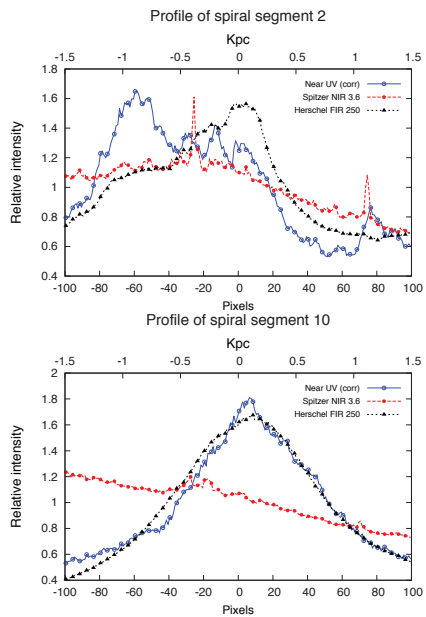 Profile of spiral segment 2
Kpc
-1.5 -1 -0.5 0 0.5 1 1.5
Near UV (corr)
Spitzer NIR 3.6
Herschel FIR 250
Relative intensity
1.8
1.6
1.4
1.2
1
0.8
0.6
0.4
-100 -80 -60 -40 -20 0 20 40 60 80 100
Pixels
Profile of spiral segment 10
Kpc
-1.5 -1 -0.5 0 0.5 1 1.5
Near UV (corr)
Spitzer NIR 3.6
Herschel FIR 250
Relative intensity
2
1.8
1.6
1.4
1.2
1
0.8
0.6
0.4
-100 -80 -60 -40 -20 0 20 40 60 80 100
Pixels